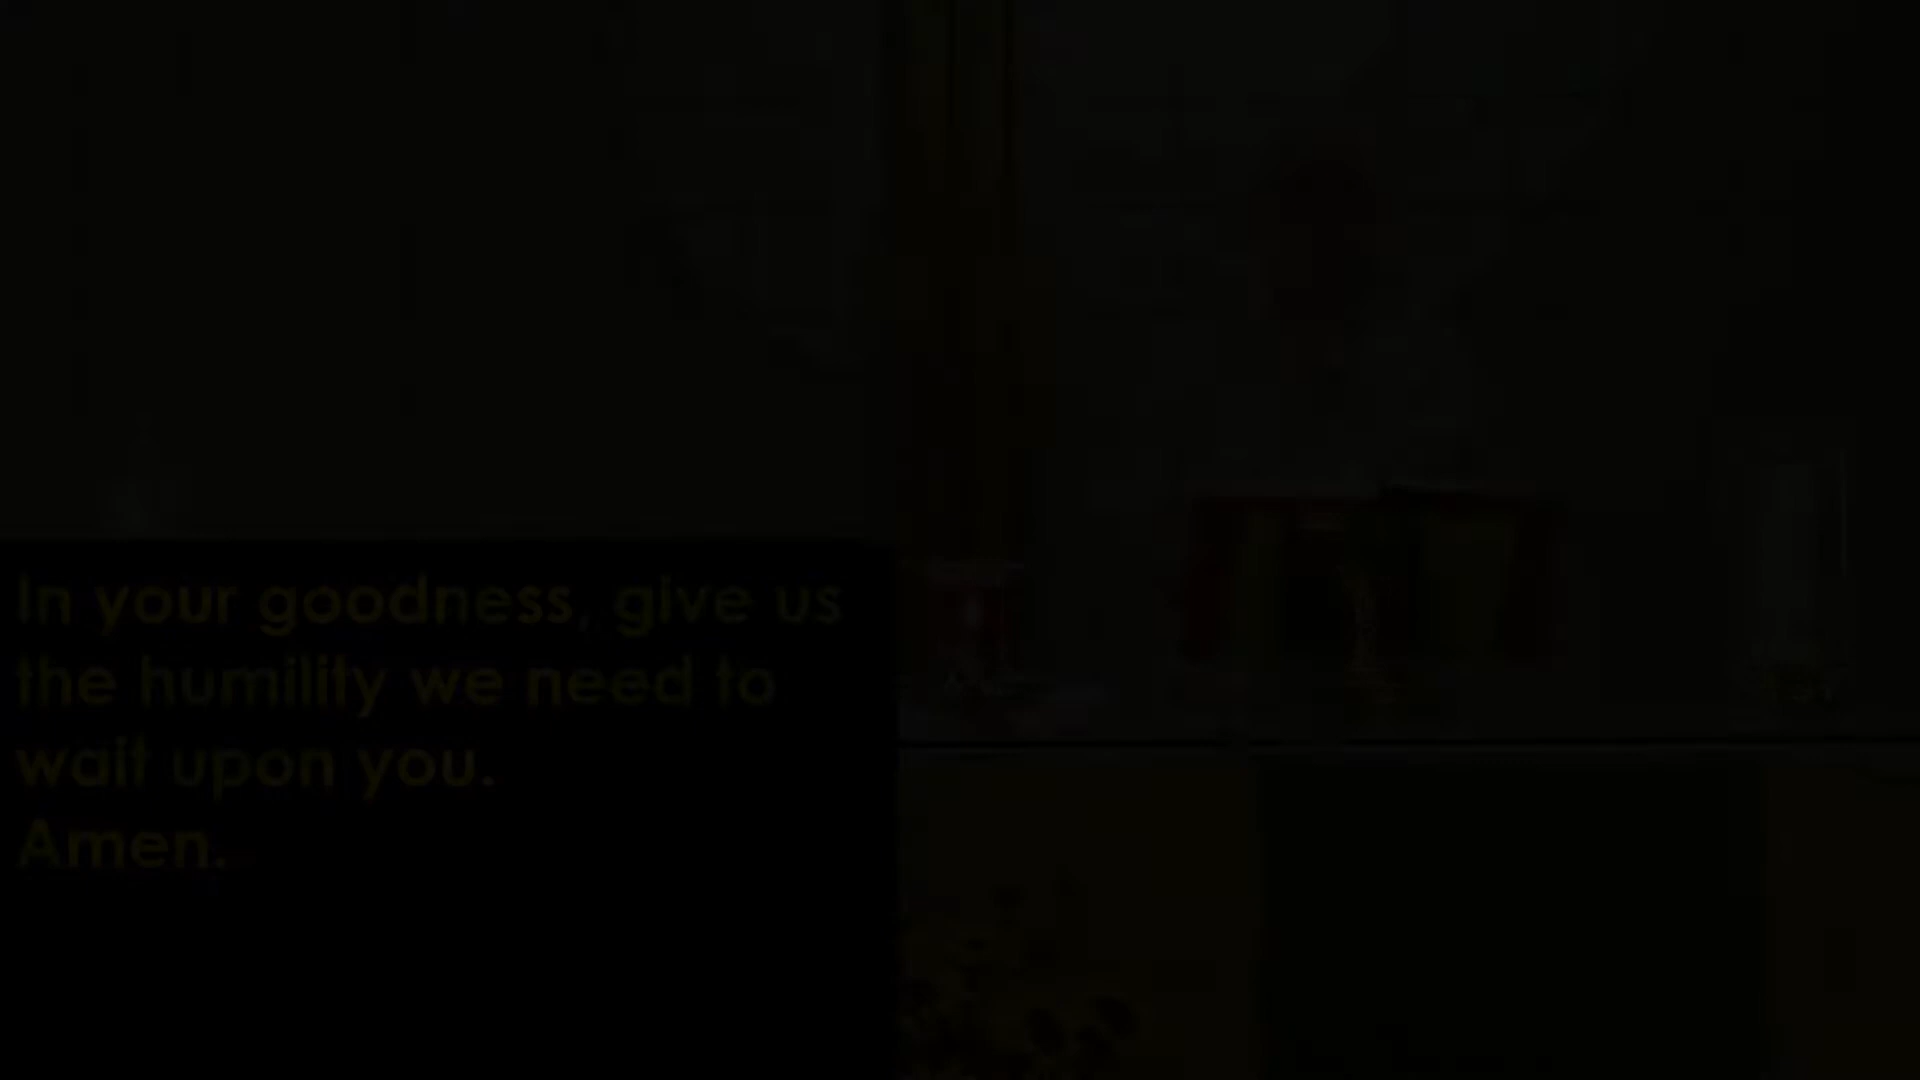 In your goodness, give us
the humility we need to
wait upon you.
Amen.